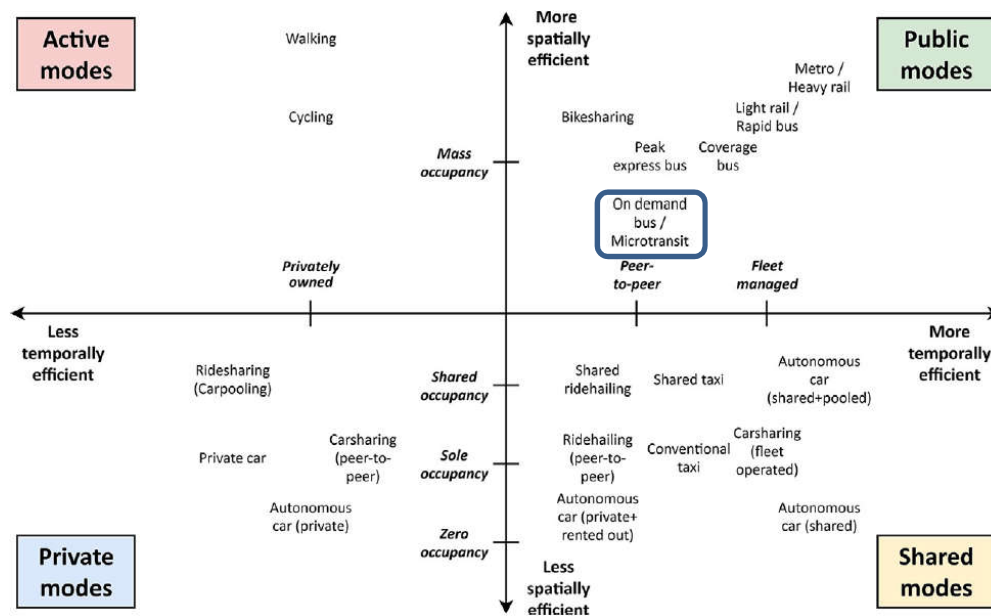 Active
modes
Walking
More
spatially
efficient
Public
modes
Metro /
Heavy rail
Cycling
Bikesharing
Light rail /
Rapid bus
Mass
occupancy
Peak
express bus
Coverage
bus
On demand
bus /
Microtransit
Privately
owned
Peer-
to-peer
Fleet
managed
Less
temporally
efficient
More
temporally
efficient
Ridesharing
(Carpooling)
Shared
occupancy
Shared
ridehailing
Shared taxi
Autonomous
car
(shared+pooled)
Private car
Carsharing
(peer-to-
peer)
Sole
occupancy
Ridehailing
(peer-to-
peer)
Conventional
taxi
Carsharing
(fleet
operated)
Autonomous
car (private)
Autonomous
car (private+
rented out)
Autonomous
car (shared)
Zero
occupancy
Private
modes
Less
spatially
efficient
Shared
modes